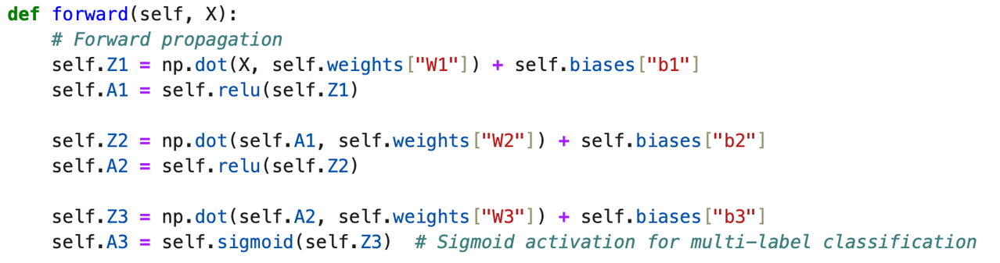 def forward(self, X):
    # Forward propagation
    self.Z1 = np.dot(X, self.weights["W1"]) + self.biases["b1"]
    self.A1 = self.relu(self.Z1)

    self.Z2 = np.dot(self.A1, self.weights["W2"]) + self.biases["b2"]
    self.A2 = self.relu(self.Z2)

    self.Z3 = np.dot(self.A2, self.weights["W3"]) + self.biases["b3"]
    self.A3 = self.sigmoid(self.Z3)  # Sigmoid activation for multi-label classification